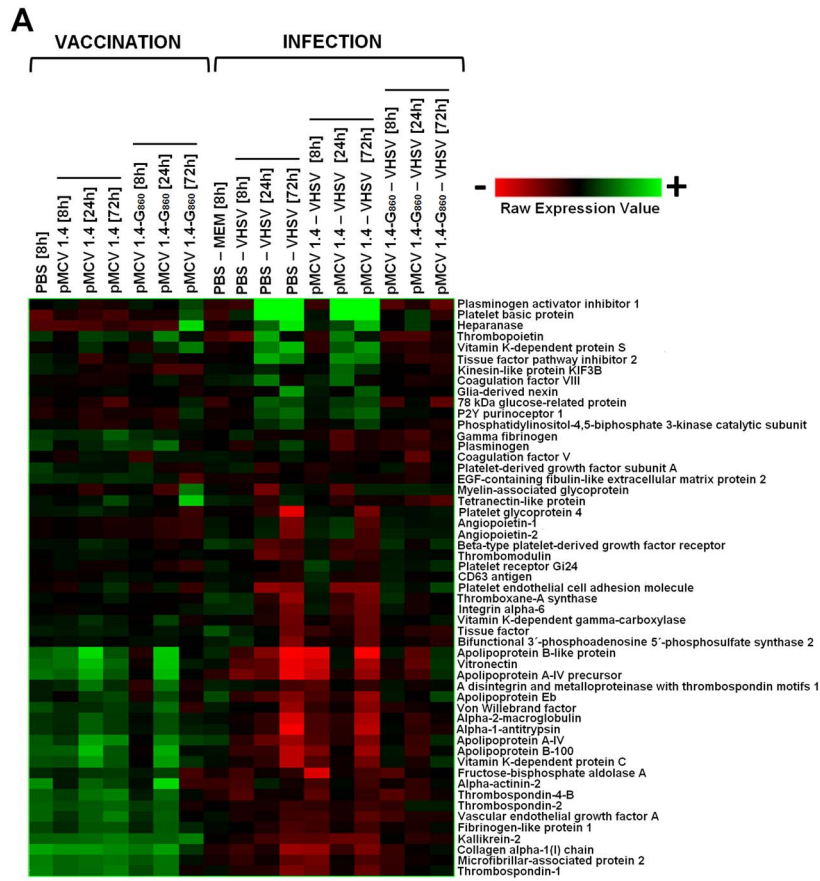 A
VACCINATION
INFECTION
PBS [8h]
pMCV 1.4 [8h]
pMCV 1.4 [24h]
pMCV 1.4 [72h]
pMCV 1.4-G860 [8h]
pMCV 1.4-G860 [24h]
pMCV 1.4-G860 [72h]
PBS – MEM [8h]
PBS – VHSV [8h]
PBS – VHSV [24h]
PBS – VHSV [72h]
pMCV 1.4 – VHSV [8h]
pMCV 1.4 – VHSV [24h]
pMCV 1.4 – VHSV [72h]
pMCV 1.4-G860 – VHSV [8h]
pMCV 1.4-G860 – VHSV [24h]
pMCV 1.4-G860 – VHSV [72h]
- +
Raw Expression Value
Plasminogen activator inhibitor 1
Platelet basic protein
Heparanase
Thrombopoietin
Vitamin K-dependent protein S
Tissue factor pathway inhibitor 2
Kinesin-like protein KIF3B
Coagulation factor VIII
Glia-derived nexin
78 kDa glucose-related protein
P2Y purinoceptor 1
Phosphatidylinositol-4,5-biphosphate 3-kinase catalytic subunit
Gamma fibrinogen
Plasminogen
Coagulation factor V
Platelet-derived growth factor subunit A
EGF-containing fibulin-like extracellular matrix protein 2
Myelin-associated glycoprotein
Tetranectin-like protein
Platelet glycoprotein 4
Angiopoietin-1
Angiopoietin-2
Beta-type platelet-derived growth factor receptor
Thrombomodulin
Platelet receptor Gi24
CD63 antigen
Platelet endothelial cell adhesion molecule
Thromboxane-A synthase
Integrin alpha-6
Vitamin K-dependent gamma-carboxylase
Tissue factor
Bifunctional 3´-phosphoadenosine 5´-phosphosulfate synthase 2
Apolipoprotein B-like protein
Vitronectin
Apolipoprotein A-IV precursor
A disintegrin and metalloproteinase with thrombospondin motifs 1
Apolipoprotein Eb
Von Willebrand factor
Alpha-2-macroglobulin
Alpha-1-antitrypsin
Apolipoprotein A-IV
Apolipoprotein B-100
Vitamin K-dependent protein C
Fructose-bisphosphate aldolase A
Alpha-actinin-2
Thrombospondin-4-B
Thrombospondin-2
Vascular endothelial growth factor A
Fibrinogen-like protein 1
Kallikrein-2
Collagen alpha-1(I) chain
Microfibrillar-associated protein 2
Thrombospondin-1